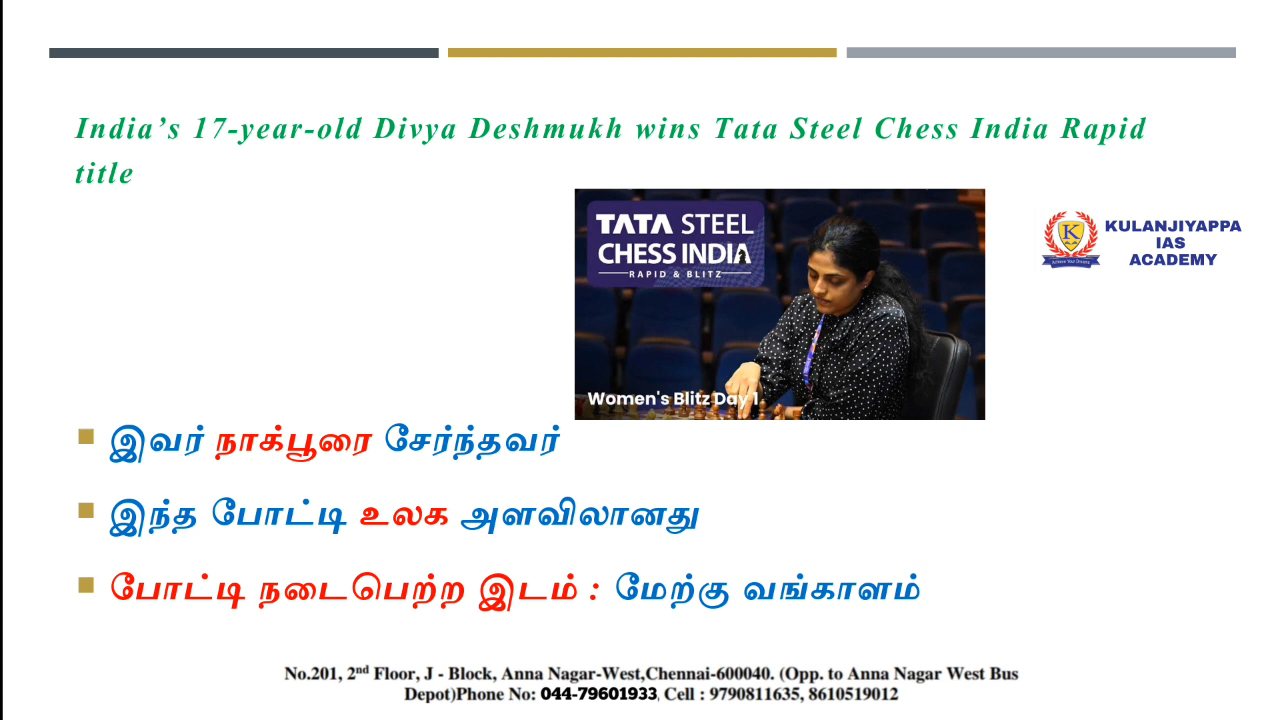 India’s 17-year-old Divya Deshmukh wins Tata Steel Chess India Rapid
title
TATA STEEL
CHESS INDIA
RAPID & BLITZ
Women's Blitz Day 1
K
Achieve Your Dreams
KULANJIYAPPA
IAS
ACADEMY
இவர் நாக்பூரை சேர்ந்தவர்
இந்த போட்டி உலக அளவிலானது
போட்டி நடைபெற்ற இடம் : மேற்கு வங்காளம்
No.201, 2nd Floor, J - Block, Anna Nagar-West,Chennai-600040. (Opp. to Anna Nagar West Bus
Depot)Phone No: 044-79601933, Cell : 9790811635, 8610519012